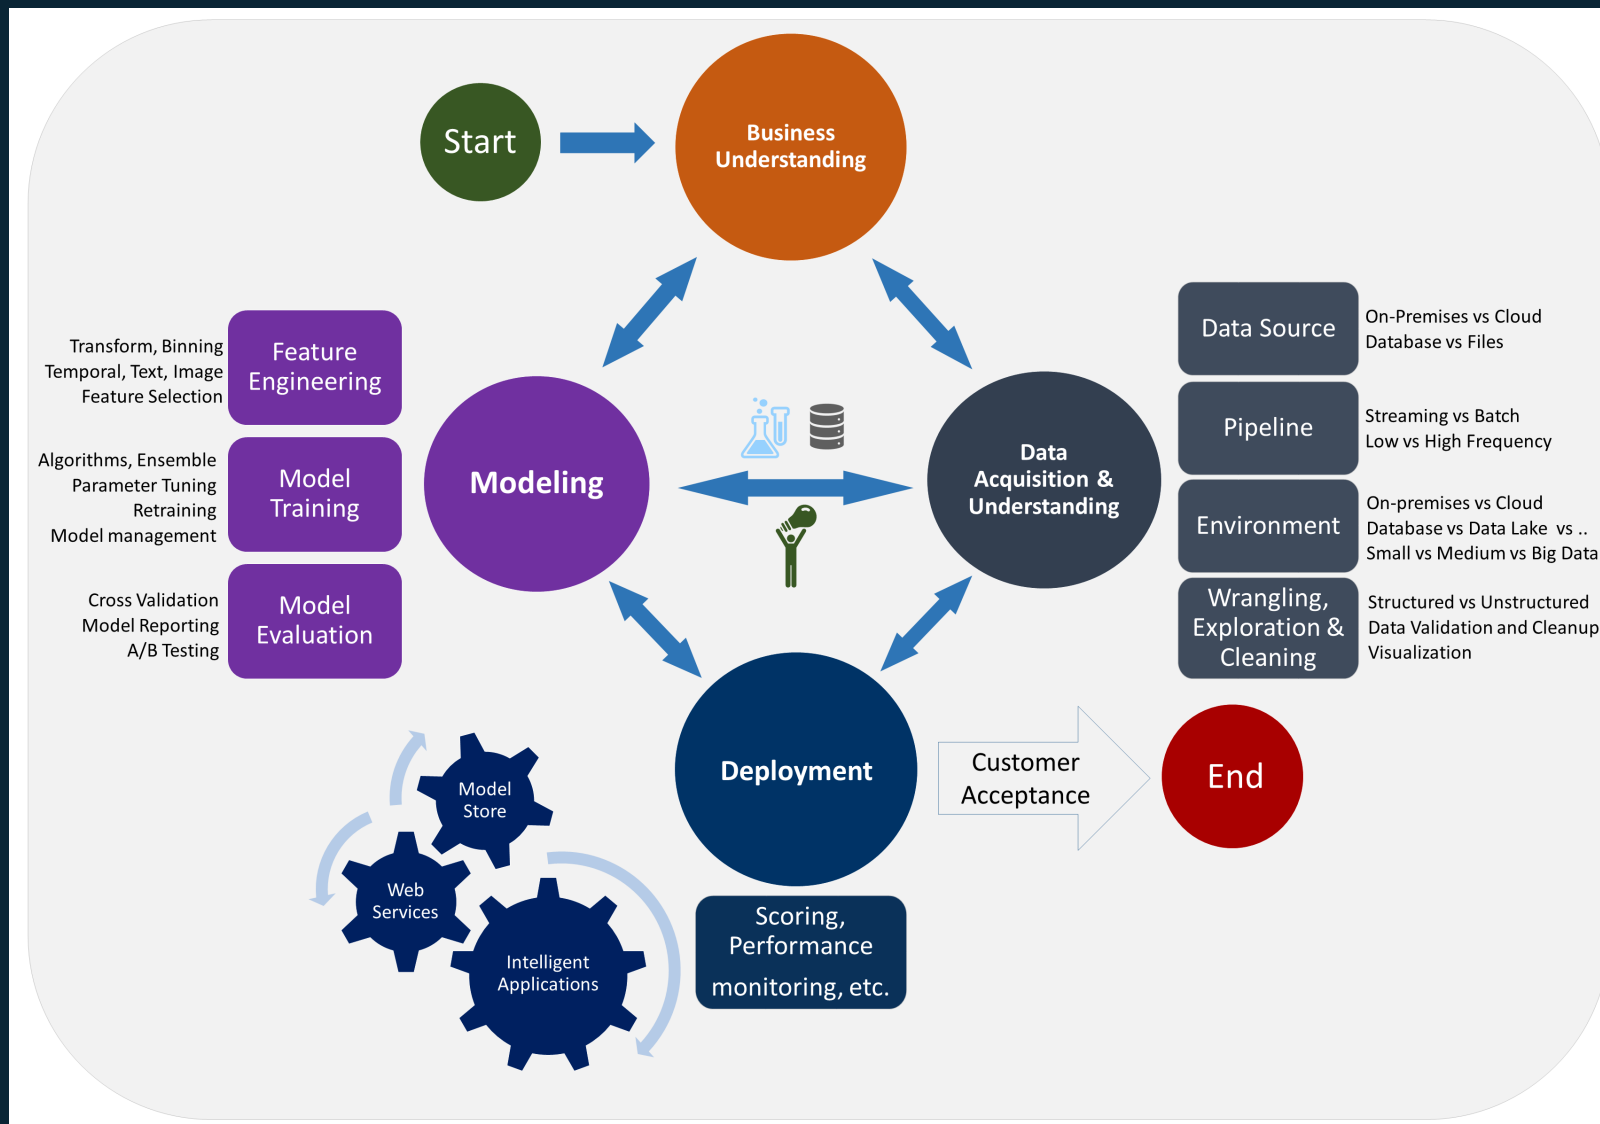 Start
Business
Understanding
Transform, Binning
Temporal, Text, Image
Feature Selection
Feature
Engineering
Algorithms, Ensemble
Parameter Tuning
Retraining
Model management
Model
Training
Cross Validation
Model Reporting
A/B Testing
Model
Evaluation
Modeling
Data
Acquisition &
Understanding
Data Source
On-Premises vs Cloud
Database vs Files
Pipeline
Streaming vs Batch
Low vs High Frequency
Environment
On-premises vs Cloud
Database vs Data Lake vs ..
Small vs Medium vs Big Data
Wrangling,
Exploration &
Cleaning
Structured vs Unstructured
Data Validation and Cleanup
Visualization
Deployment
Customer
Acceptance
End
Model
Store
Web
Services
Intelligent
Applications
Scoring,
Performance
monitoring, etc.